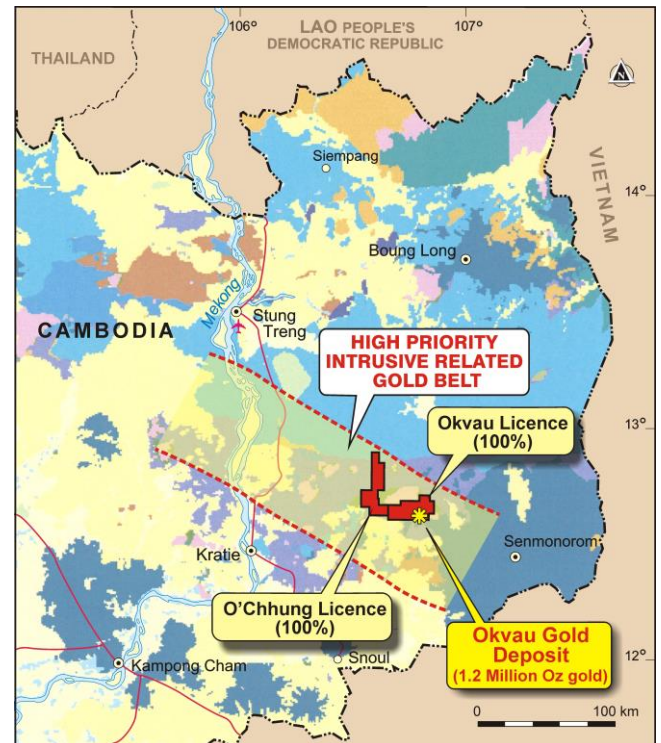 106°
107°
LAO PEOPLE'S
DEMOCRATIC REPUBLIC
THAILAND
N
Siempang
VIETNAM
14°
Boung Long
Mekong
Stung
Treng
CAMBODIA
HIGH PRIORITY
INTRUSIVE RELATED
GOLD BELT
13°
Okvau Licence
(100%)
Kratie
Senmonorom
O'Chhung Licence
(100%)
Okvau Gold
Deposit
(1.2 Million Oz gold)
Snoul
12°
Kampong Cham
0
100 km